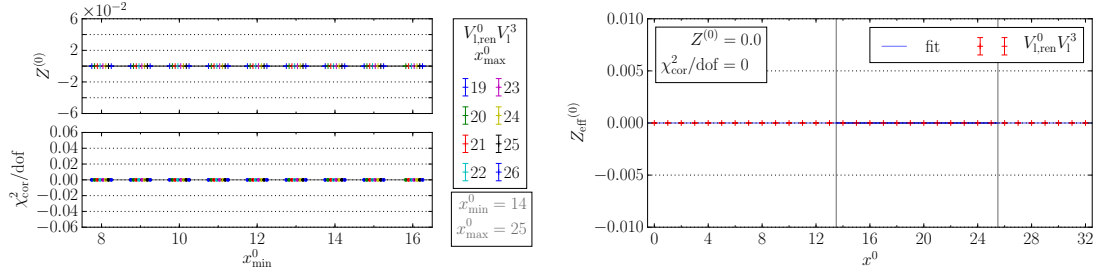 ×10⁻²
6
2
−2
−6
Z⁽⁰⁾
0.06
0.04
0.02
0.00
−0.02
−0.04
−0.06
χ²_cor/dof
8 10 12 14 16
x⁰_min
V⁰_l,ren V³_l
x⁰_max
19 23
20 24
21 25
22 26
x⁰_min = 14
x⁰_max = 25
0.010
0.005
0.000
−0.005
−0.010
Z_eff⁽⁰⁾
Z⁽⁰⁾ = 0.0
χ²_cor/dof = 0
fit V⁰_l,ren V³_l
0 4 8 12 16 20 24 28 32
x⁰